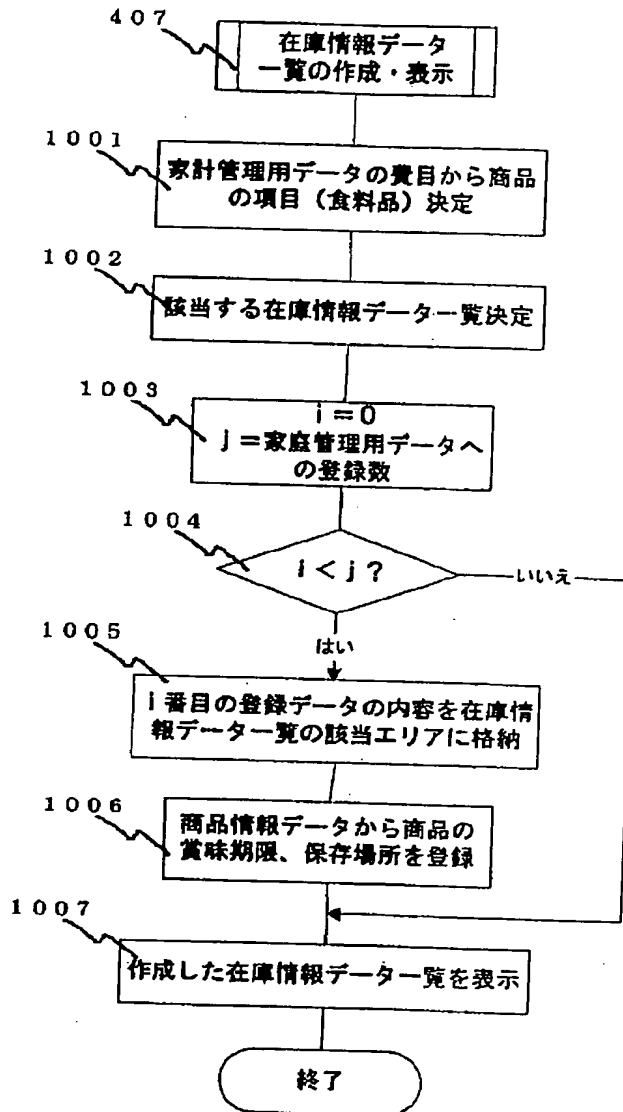 407
在庫情報データ
一覧の作成・表示
1001
家計管理用データの費目から商品
の項目（食料品）決定
1002
該当する在庫情報データ一覧決定
1003
i＝0
j＝家庭管理用データへ
の登録数
1004
i＜j？
いいえ
はい
1005
i番目の登録データの内容を在庫情
報データ一覧の該当エリアに格納
1006
商品情報データから商品の
賞味期限、保存場所を登録
1007
作成した在庫情報データ一覧を表示
終了